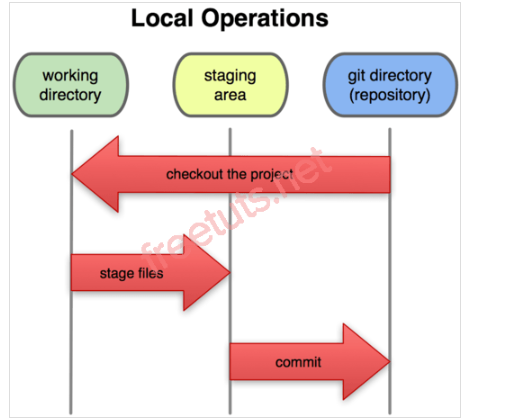 Local Operations
working
directory
staging
area
git directory
(repository)
checkout the project
stage files
commit
freetuts.net